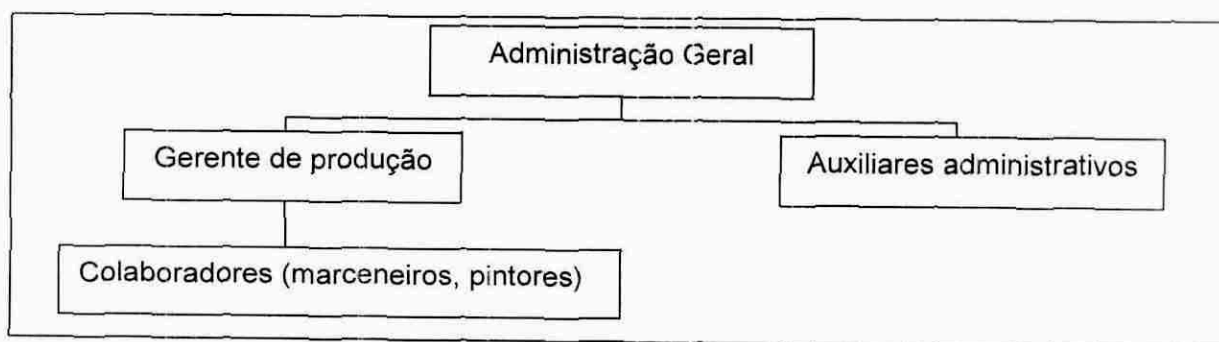 Administração Geral
Gerente de produção
Auxiliares administrativos
Colaboradores (marceneiros, pintores)